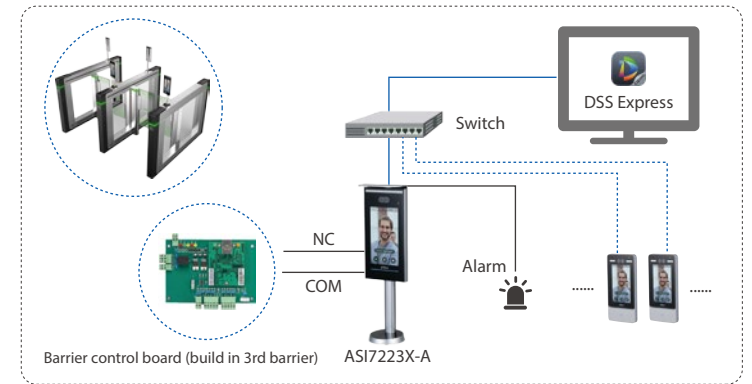 DSS Express
Switch
NC
COM
Alarm
......
......
Barrier control board (build in 3rd barrier)
ASI7223X-A